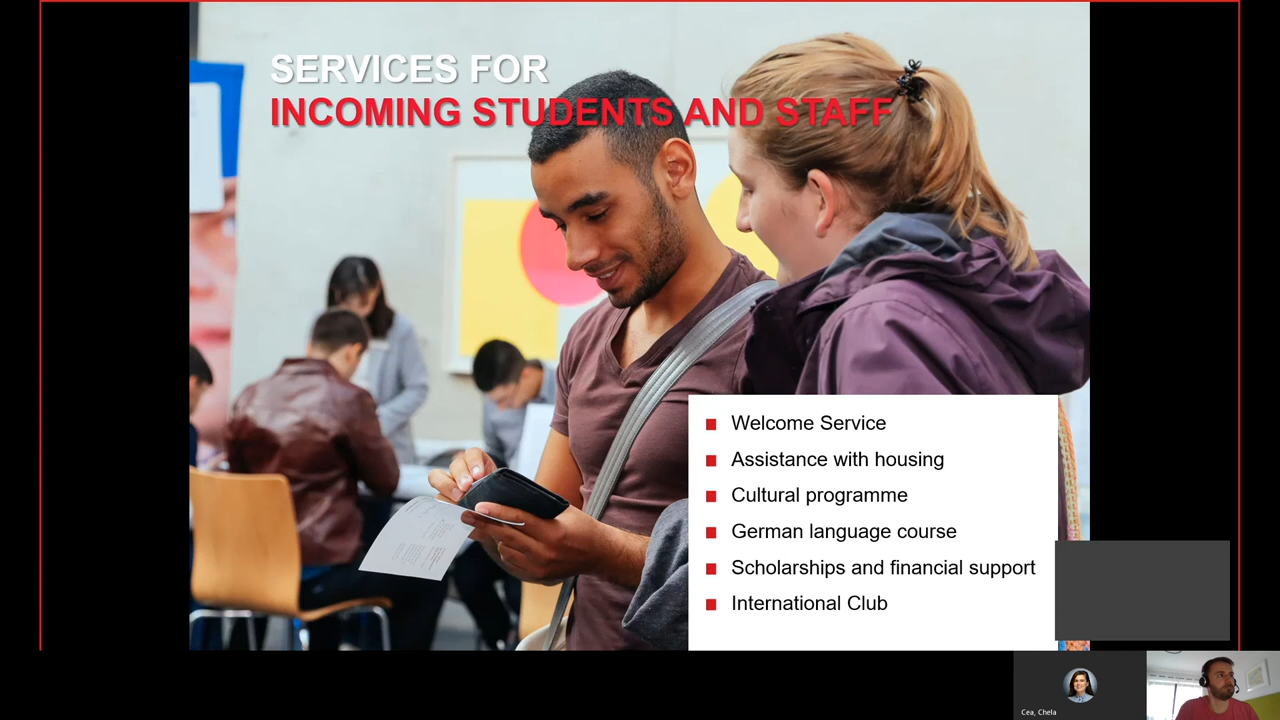 SERVICES FOR
INCOMING STUDENTS AND STAFF
Welcome Service
Assistance with housing
Cultural programme
German language course
Scholarships and financial support
International Club
Cea, Chela